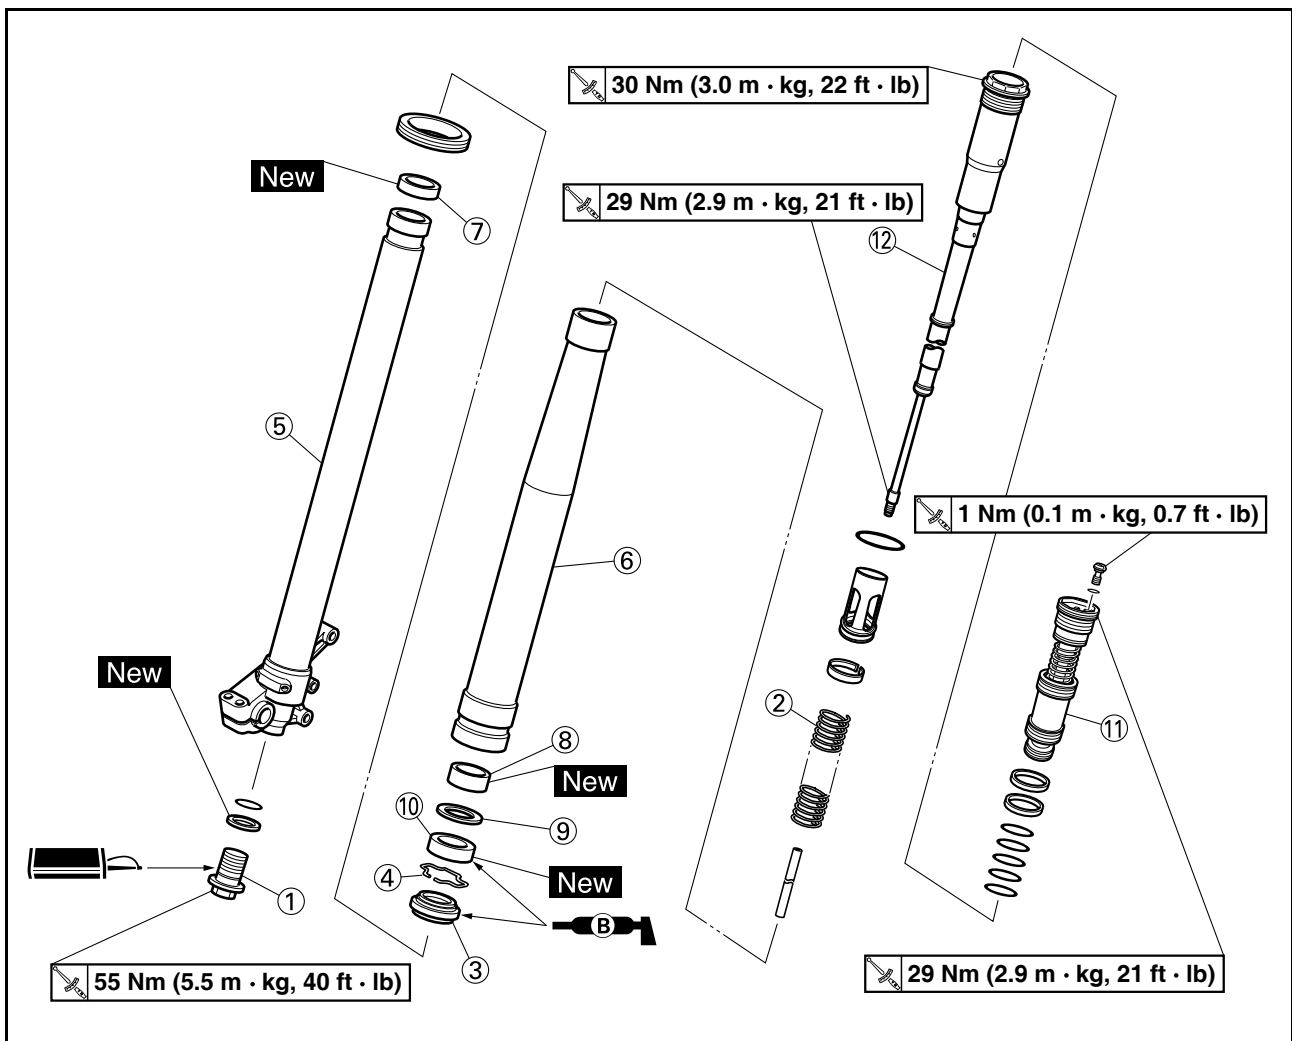 30 Nm (3.0 m · kg, 22 ft · lb)
New
29 Nm (2.9 m · kg, 21 ft · lb)
⑦
⑫
⑤
1 Nm (0.1 m · kg, 0.7 ft · lb)
⑥
New
②
⑪
⑧
New
⑩
⑨
④
New
①
B
③
55 Nm (5.5 m · kg, 40 ft · lb)
29 Nm (2.9 m · kg, 21 ft · lb)